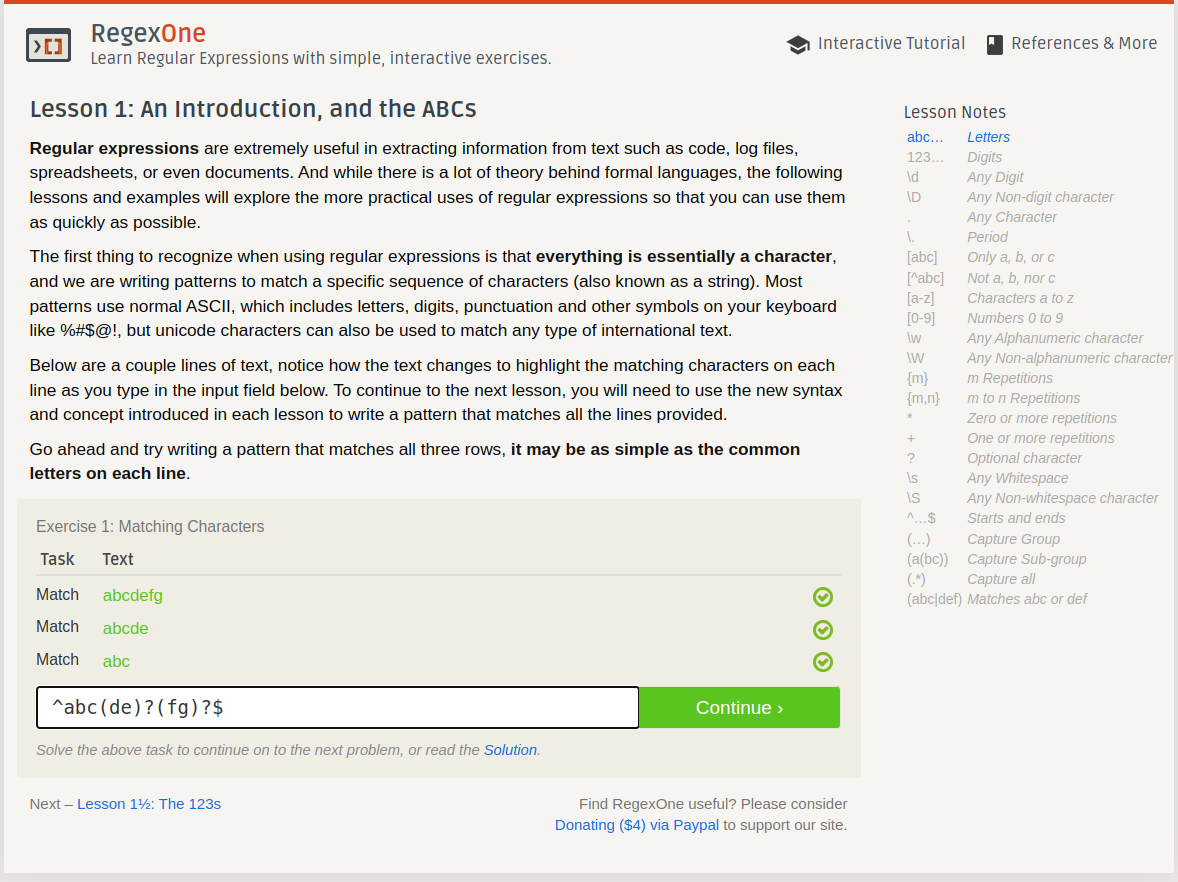 RegexOne
Learn Regular Expressions with simple, interactive exercises.
Interactive Tutorial
References & More
Lesson 1: An Introduction, and the ABCs
Regular expressions are extremely useful in extracting information from text such as code, log files,
spreadsheets, or even documents. And while there is a lot of theory behind formal languages, the following
lessons and examples will explore the more practical uses of regular expressions so that you can use them
as quickly as possible.
The first thing to recognize when using regular expressions is that everything is essentially a character,
and we are writing patterns to match a specific sequence of characters (also known as a string). Most
patterns use normal ASCII, which includes letters, digits, punctuation and other symbols on your keyboard
like %#$@!, but unicode characters can also be used to match any type of international text.
Below are a couple lines of text, notice how the text changes to highlight the matching characters on each
line as you type in the input field below. To continue to the next lesson, you will need to use the new syntax
and concept introduced in each lesson to write a pattern that matches all the lines provided.
Go ahead and try writing a pattern that matches all three rows, it may be as simple as the common
letters on each line.
Exercise 1: Matching Characters
Task Text
Match abcdefg
Match abcde
Match abc
^abc(de)?(fg)?$
Continue ›
Solve the above task to continue on to the next problem, or read the Solution.
Next – Lesson 1½: The 123s
Find RegexOne useful? Please consider
Donating ($4) via Paypal to support our site.
Lesson Notes
abc… Letters
123… Digits
\d Any Digit
\D Any Non-digit character
. Any Character
\. Period
[abc] Only a, b, or c
[^abc] Not a, b, nor c
[a-z] Characters a to z
[0-9] Numbers 0 to 9
\w Any Alphanumeric character
\W Any Non-alphanumeric character
{m} m Repetitions
{m,n} m to n Repetitions
* Zero or more repetitions
+ One or more repetitions
? Optional character
\s Any Whitespace
\S Any Non-whitespace character
^…$ Starts and ends
(…) Capture Group
(a(bc)) Capture Sub-group
(.*) Capture all
(abc|def) Matches abc or def